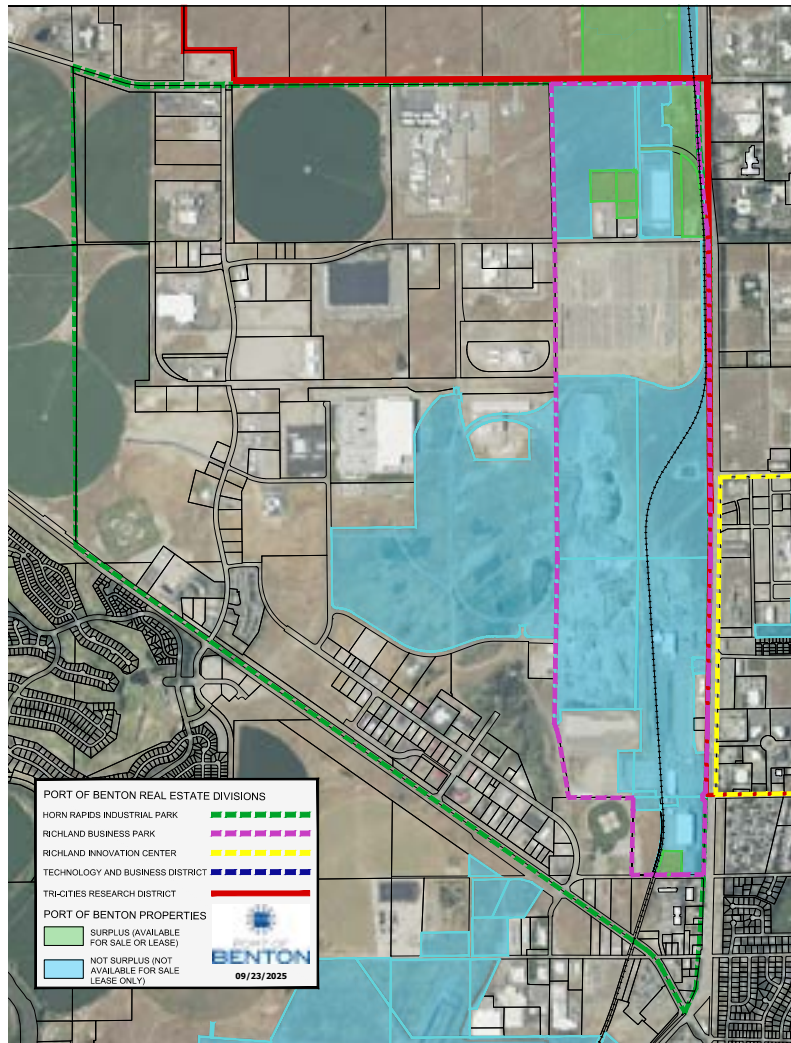 PORT OF BENTON REAL ESTATE DIVISIONS
HORN RAPIDS INDUSTRIAL PARK
RICHLAND BUSINESS PARK
RICHLAND INNOVATION CENTER
TECHNOLOGY AND BUSINESS DISTRICT
TRI-CITIES RESEARCH DISTRICT
PORT OF BENTON PROPERTIES
SURPLUS (AVAILABLE
FOR SALE OR LEASE)
NOT SURPLUS (NOT
AVAILABLE FOR SALE
LEASE ONLY)
PORT OF
BENTON
09/23/2025